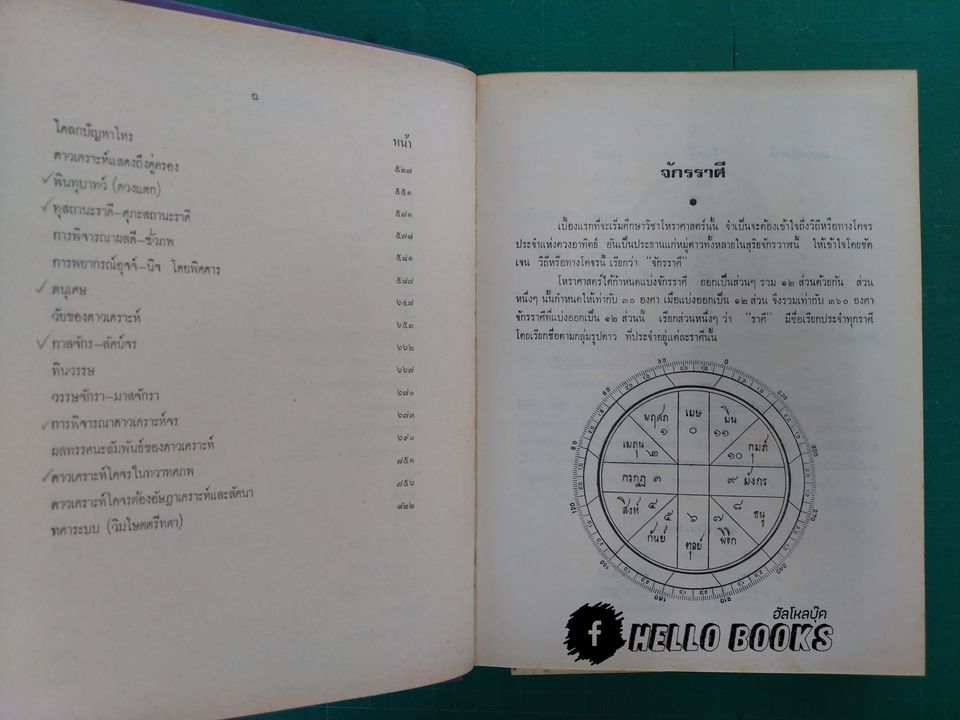 ฉ
หน้า
โศลกปัญหาโหร
ดาวเคราะห์แสดงถึงคู่ครอง ๕๒๗
พินทุบาทว์ (ดวงแตก) ๕๕๑
ทุสถานะราศี-ศุภะสถานะราศี ๕๗๑
การพิจารณาผลดี-ชั่วภพ ๕๗๗
การพยากรณ์อุจจ์-นิจ โดยพิศดาร ๕๘๑
ตนุเศษ ๕๘๗
วัยของดาวเคราะห์ ๖๔๗
กาลจักร-ลัคน์จร ๖๕๓
ทินวรรษ ๖๖๒
วรรษจักรา-มาสจักรา ๖๖๗
การพิจารณาดาวเคราะห์จร ๖๗๐
ผลทรรศนะสัมพันธ์ของดาวเคราะห์ ๖๗๓
ดาวเคราะห์โคจรในทวาทศภพ ๖๙๐
ดาวเคราะห์โคจรต้องอัษฎาเคราะห์และลัคนา ๗๕๑
ทศาระบบ (วิมโษตตรีทศา) ๗๕๖
๘๒๒
จักรราศี
เบื้องแรกที่จะเริ่มศึกษาวิชาโหราศาสตร์นั้น จำเป็นจะต้องเข้าใจถึงวิถีหรือทางโคจร
ประจำแห่งดวงอาทิตย์ อันเป็นประธานแก่หมู่ดาวทั้งหลายในสุริยจักรวาฬนี้ ให้เข้าใจโดยชัด
เจน วิถีหรือทางโคจรนี้ เรียกว่า “จักรราศี”
โหราศาสตร์ได้กำหนดแบ่งจักรราศี ออกเป็นส่วนๆ รวม ๑๒ ส่วนด้วยกัน ส่วน
หนึ่งๆ นั้นกำหนดให้เท่ากับ ๓๐ องศา เมื่อแบ่งออกเป็น ๑๒ ส่วน จึงรวมเท่ากับ ๓๖๐ องศา
จักรราศีที่แบ่งออกเป็น ๑๒ ส่วนนี้ เรียกส่วนหนึ่งๆ ว่า “ราศี” มีชื่อเรียกประจำทุกราศี
โดยเรียกชื่อตามกลุ่มรูปดาว ที่ประจำอยู่แต่ละราศีนั้น
30 0
พฤศภ เมษ มีน
๑ ๐ ๑๑
เมถุน ๒ ๑๐ กุมภ์
กรกฎ ๓ ๙ มังกร
สิงห์ ๔ ๘ ธนู
๕ ๖ ๗
กันย์ ตุลย์ พิจิก
60 90 120 270 240 210 180
ฮัลโหลบุ๊ค
f HELLO BOOKS